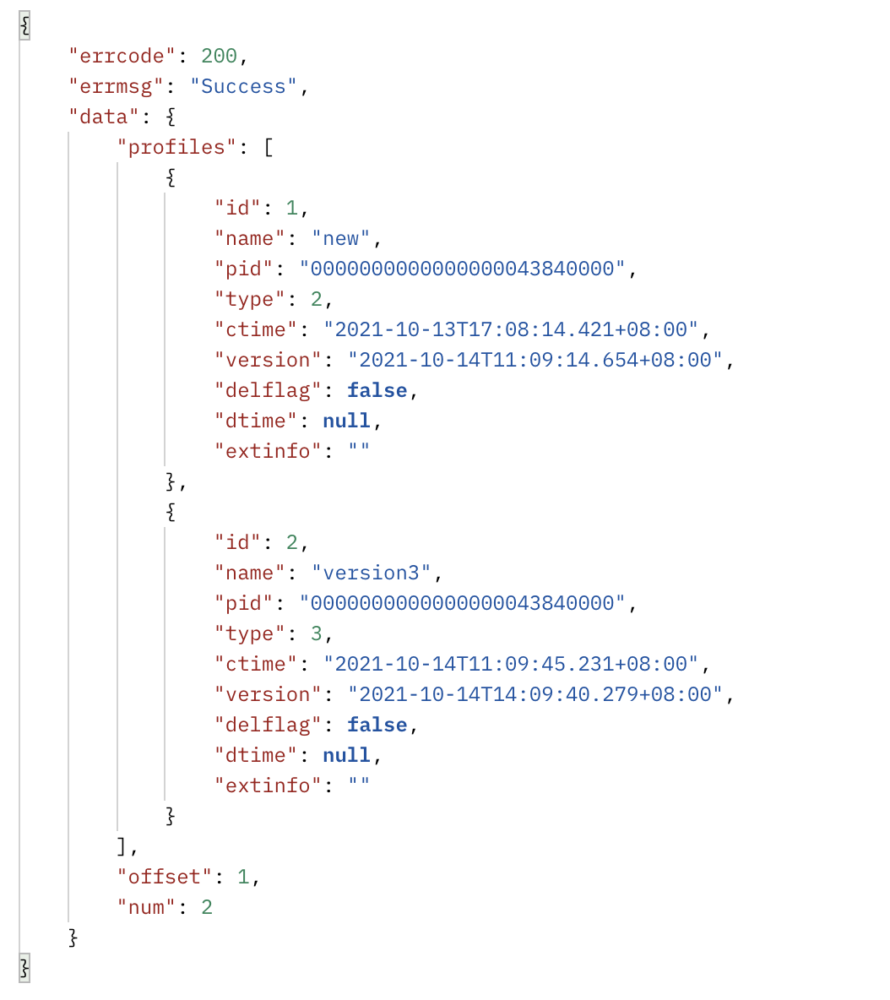 {
    "errcode": 200,
    "errmsg": "Success",
    "data": {
        "profiles": [
            {
                "id": 1,
                "name": "new",
                "pid": "0000000000000000043840000",
                "type": 2,
                "ctime": "2021-10-13T17:08:14.421+08:00",
                "version": "2021-10-14T11:09:14.654+08:00",
                "delflag": false,
                "dtime": null,
                "extinfo": ""
            },
            {
                "id": 2,
                "name": "version3",
                "pid": "0000000000000000043840000",
                "type": 3,
                "ctime": "2021-10-14T11:09:45.231+08:00",
                "version": "2021-10-14T14:09:40.279+08:00",
                "delflag": false,
                "dtime": null,
                "extinfo": ""
            }
        ],
        "offset": 1,
        "num": 2
    }
}